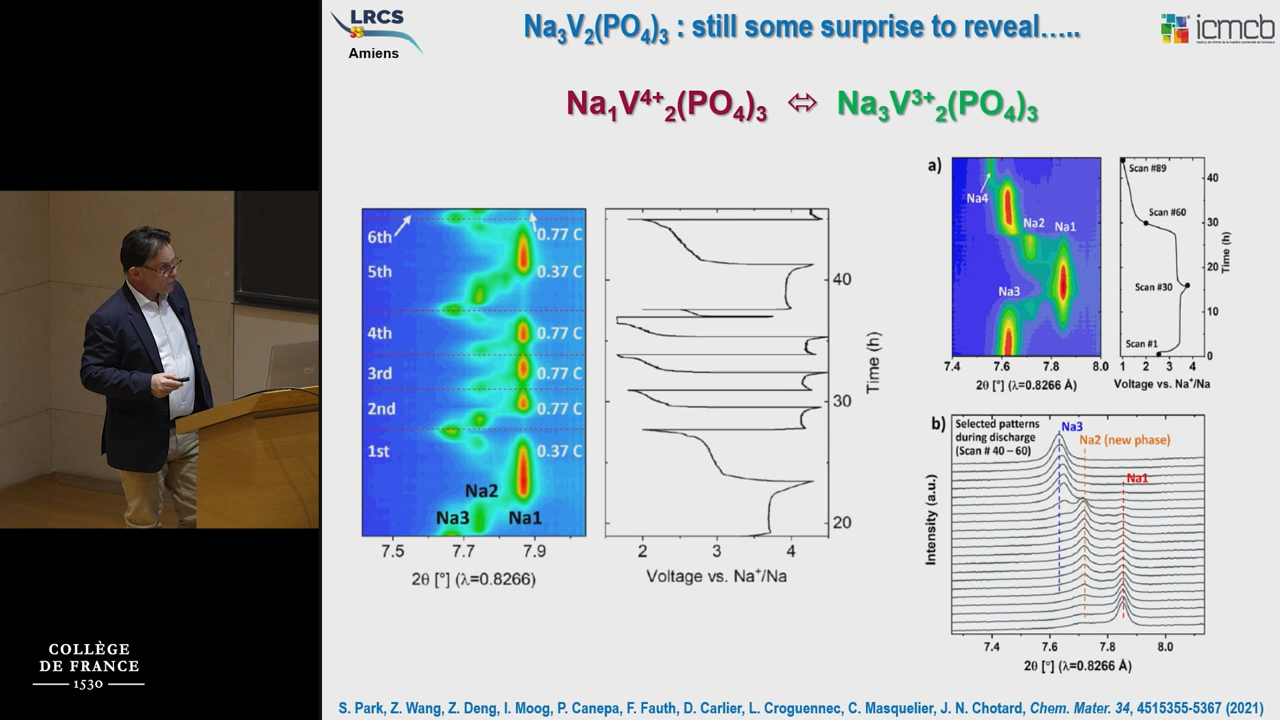 LRCS
Amiens
Na3V2(PO4)3 : still some surprise to reveal…..
icmcb
Na1V4+2(PO4)3 ⇔ Na3V3+2(PO4)3
6th
5th
4th
3rd
2nd
1st
0.77 C
0.37 C
0.77 C
0.77 C
0.77 C
0.37 C
Na2
Na3
Na1
7.5 7.7 7.9
2θ [°] (λ=0.8266)
40
30
20
Time (h)
2 3 4
Voltage vs. Na+/Na
a)
Na4
Na2
Na1
Na3
7.4 7.6 7.8 8.0
2θ [°] (λ=0.8266 Å)
Scan #89
Scan #60
Scan #30
Scan #1
40
30
20
10
0
Time (h)
1 2 3 4
Voltage vs. Na+/Na
b)
Selected patterns
during discharge
(Scan # 40 – 60)
Na3
Na2 (new phase)
Na1
Intensity (a.u.)
7.4 7.6 7.8 8.0
2θ [°] (λ=0.8266 Å)
COLLÈGE
DE FRANCE
1530
S. Park, Z. Wang, Z. Deng, I. Moog, P. Canepa, F. Fauth, D. Carlier, L. Croguennec, C. Masquelier, J. N. Chotard, Chem. Mater. 34, 4515355-5367 (2021)